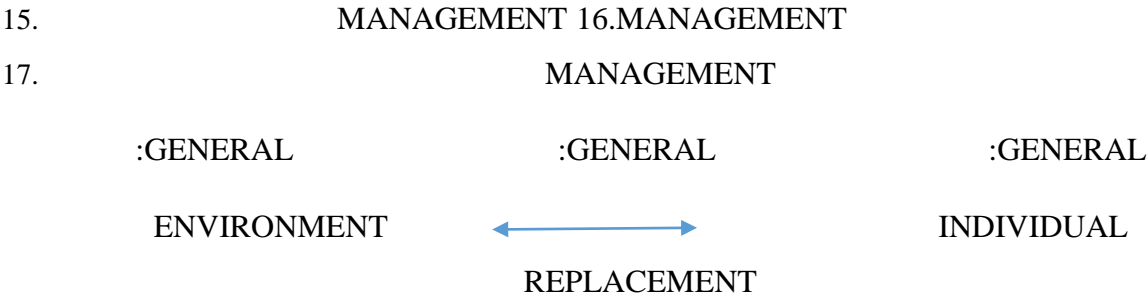 15. MANAGEMENT 16.MANAGEMENT
17. MANAGEMENT
:GENERAL :GENERAL :GENERAL
ENVIRONMENT INDIVIDUAL
REPLACEMENT